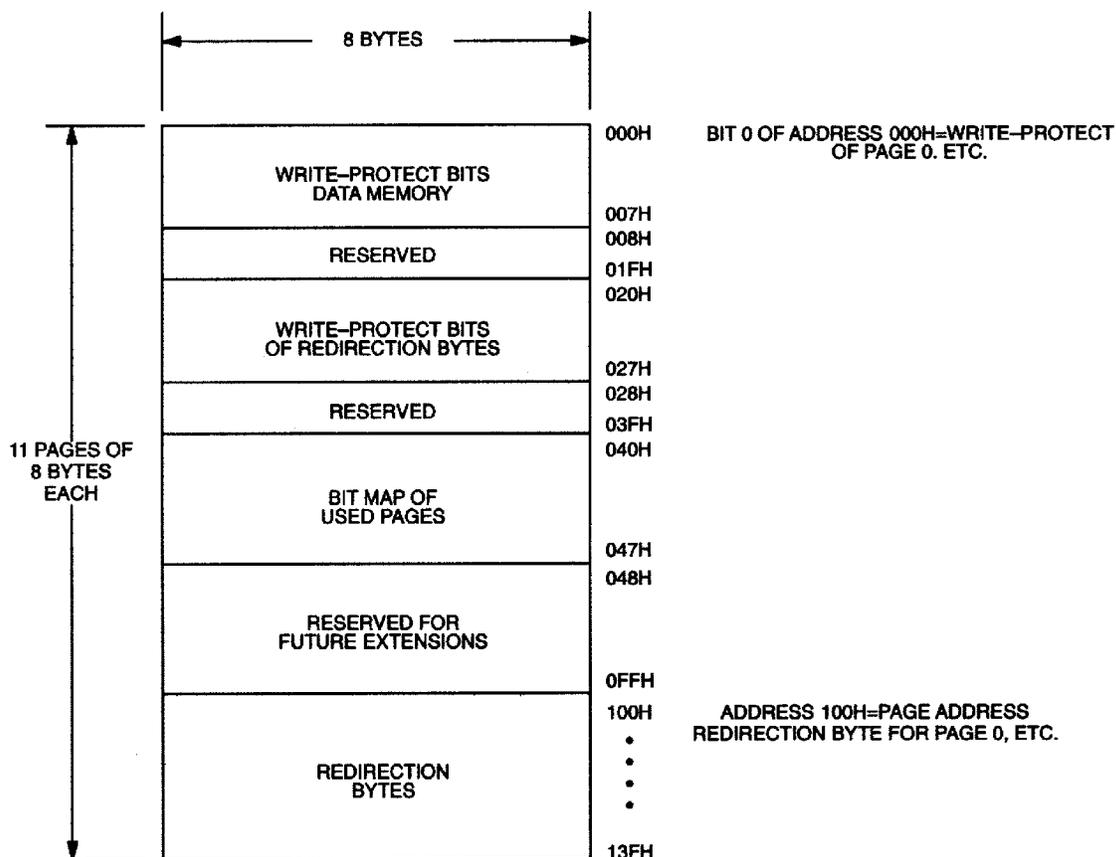 8 BYTES
000H
BIT 0 OF ADDRESS 000H=WRITE–PROTECT
OF PAGE 0. ETC.
WRITE–PROTECT BITS
DATA MEMORY
007H
008H
RESERVED
01FH
020H
WRITE–PROTECT BITS
OF REDIRECTION BYTES
027H
028H
RESERVED
03FH
11 PAGES OF
8 BYTES
EACH
040H
BIT MAP OF
USED PAGES
047H
048H
RESERVED FOR
FUTURE EXTENSIONS
0FFH
100H
ADDRESS 100H=PAGE ADDRESS
REDIRECTION BYTE FOR PAGE 0, ETC.
REDIRECTION
BYTES
13FH